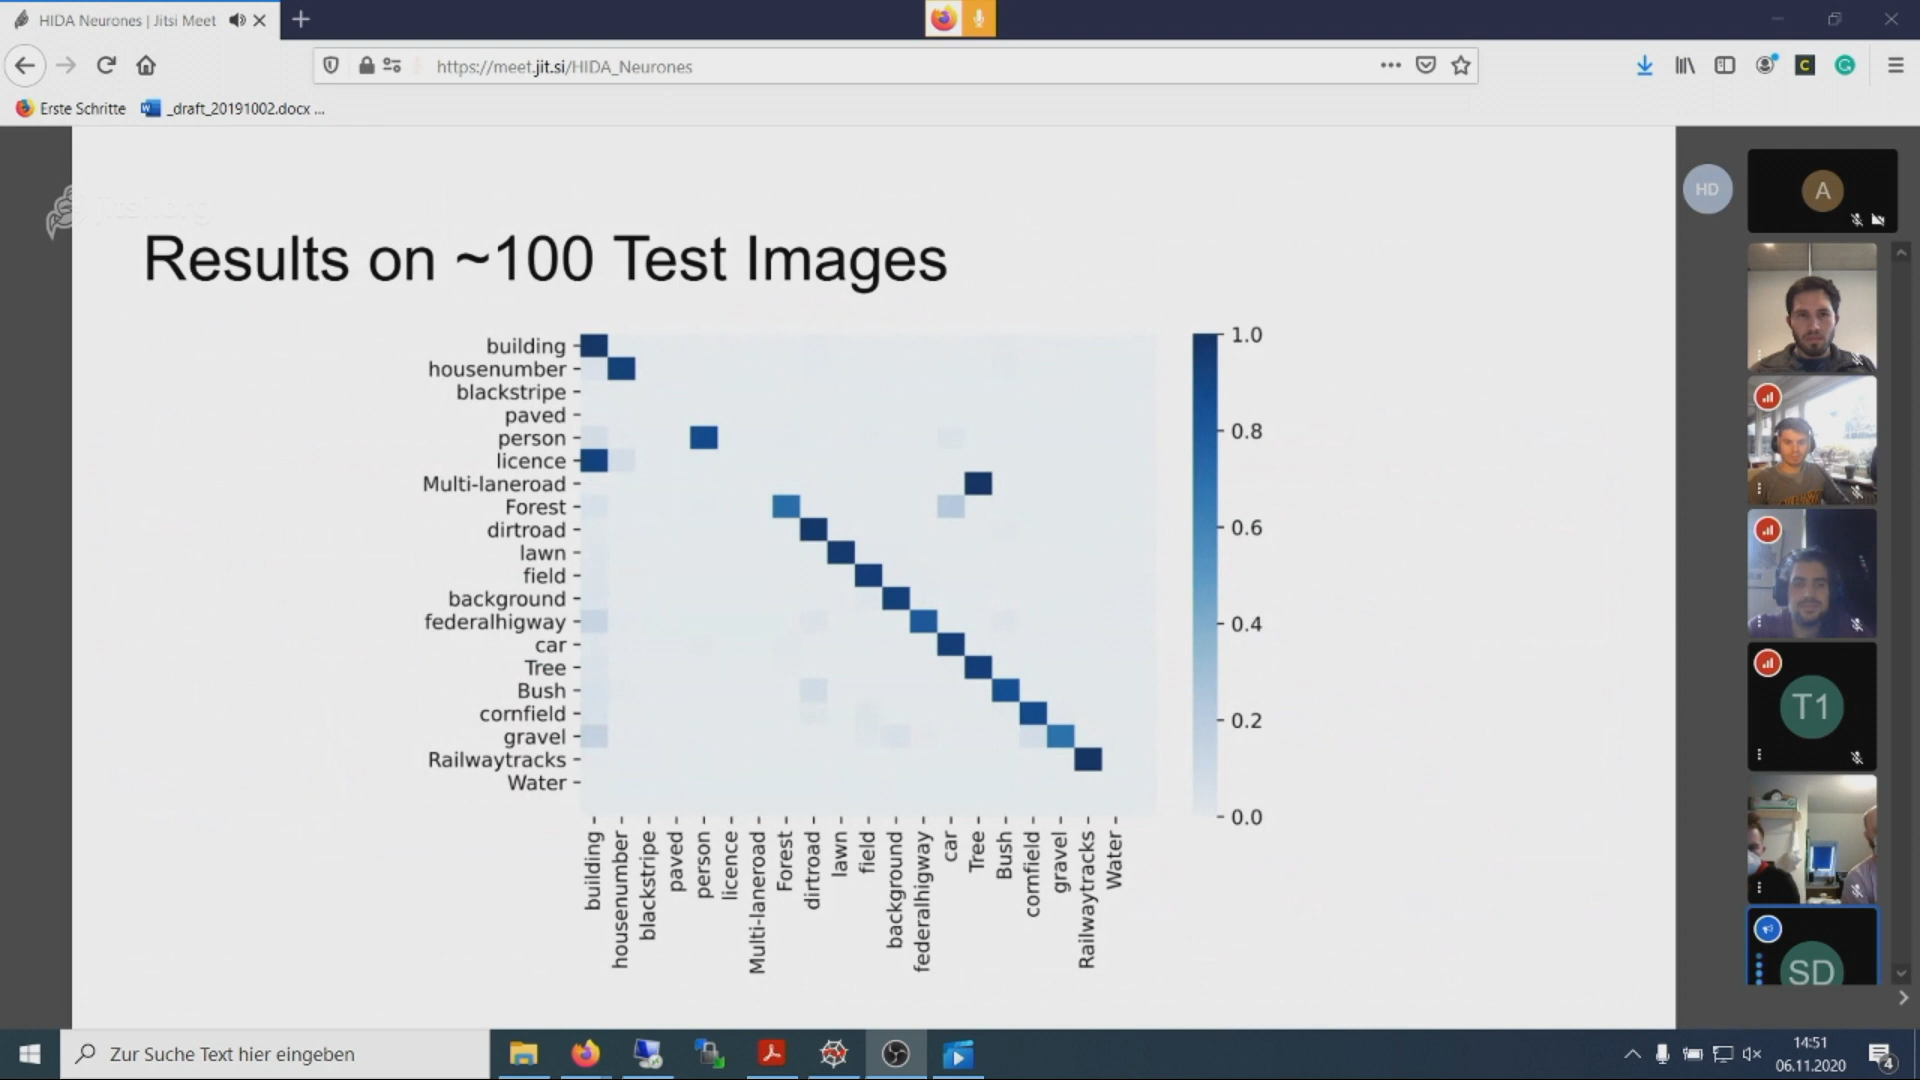 HIDA Neurones | Jitsi Meet
https://meet.jit.si/HIDA_Neurones
Erste Schritte
_draft_20191002.docx ...
HD
A
Results on ~100 Test Images
building
housenumber
blackstripe
paved
person
licence
Multi-laneroad
Forest
dirtroad
lawn
field
background
federalhigway
car
Tree
Bush
cornfield
gravel
Railwaytracks
Water
1.0
0.8
0.6
0.4
0.2
0.0
building
housenumber
blackstripe
paved
person
licence
Multi-laneroad
Forest
dirtroad
lawn
field
background
federalhigway
car
Tree
Bush
cornfield
gravel
Railwaytracks
Water
T1
SD
Zur Suche Text hier eingeben
14:51
06.11.2020
4